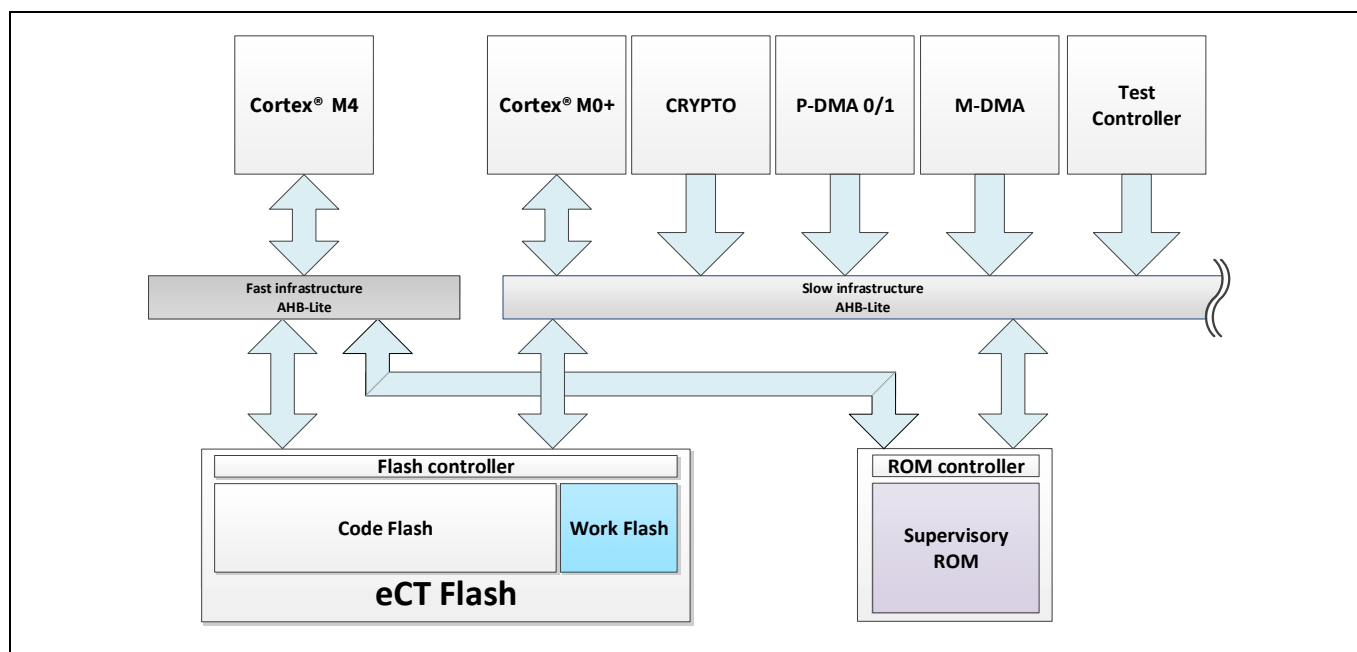 Cortex® M4
Cortex® M0+
CRYPTO
P-DMA 0/1
M-DMA
Test
Controller
Fast infrastructure
AHB-Lite
Slow infrastructure
AHB-Lite
Flash controller
Code Flash
Work Flash
eCT Flash
ROM controller
Supervisory
ROM